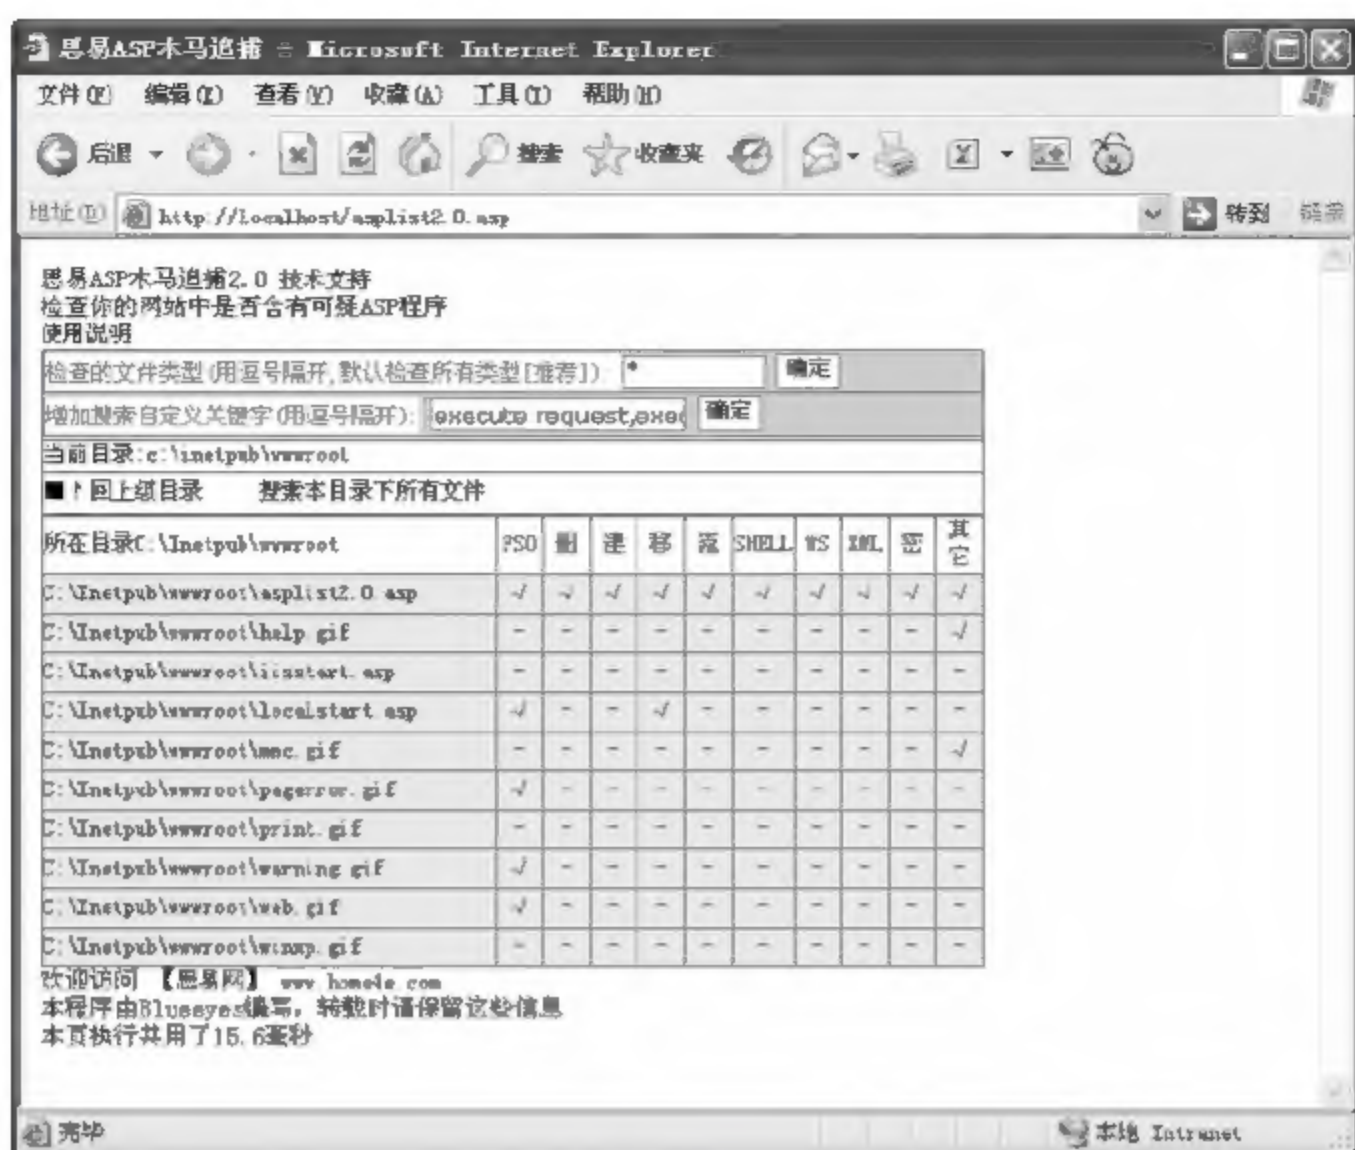 思易ASP木马追捕 - Microsoft Internet Explorer
文件(F) 编辑(E) 查看(V) 收藏(A) 工具(T) 帮助(H)
后退 搜索 收藏夹
地址(D) http://localhost/asplist2.0.asp 转到 链接
思易ASP木马追捕2.0 技术支持
检查你的网站中是否含有可疑ASP程序
使用说明
检查的文件类型(用逗号隔开,默认检查所有类型[推荐]): * 确定
增加搜索自定义关键字(用逗号隔开): execute request,exec 确定
当前目录:c:\inetpub\wwwroot
■↑回上级目录 搜索本目录下所有文件
所在目录C:\Inetpub\wwwroot FSO 删 建 移 流 SHELL WS XML 密 其它
C:\Inetpub\wwwroot\asplist2.0.asp √ √ √ √ √ √ √ √ √ √
C:\Inetpub\wwwroot\help.gif - - - - - - - - - √
C:\Inetpub\wwwroot\iisstart.asp - - - - - - - - - -
C:\Inetpub\wwwroot\localstart.asp √ - - √ - - - - - -
C:\Inetpub\wwwroot\mmc.gif - - - - - - - - - √
C:\Inetpub\wwwroot\pagerror.gif √ - - - - - - - - -
C:\Inetpub\wwwroot\print.gif - - - - - - - - - -
C:\Inetpub\wwwroot\warning.gif √ - - - - - - - - -
C:\Inetpub\wwwroot\web.gif √ - - - - - - - - -
C:\Inetpub\wwwroot\winxp.gif - - - - - - - - - -
欢迎访问 【思易网】 www.home4e.com
本程序由Blueeyes编写，转载时请保留这些信息
本页执行共用了15.6毫秒
完毕 本地 Intranet